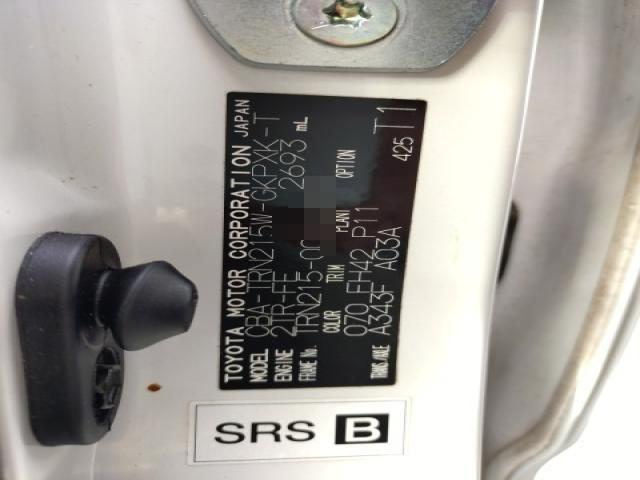 TOYOTA MOTOR CORPORATION JAPAN
MODEL CBA-TRN215W-GKPXK-T
ENGINE 2TR-FE 2693 mL
FRAME No. TRN215-00
COLOR TRIM PLANT OPTION
070 FH42 P11
TRANS./AXLE A343F A03A
425 T1
SRS B